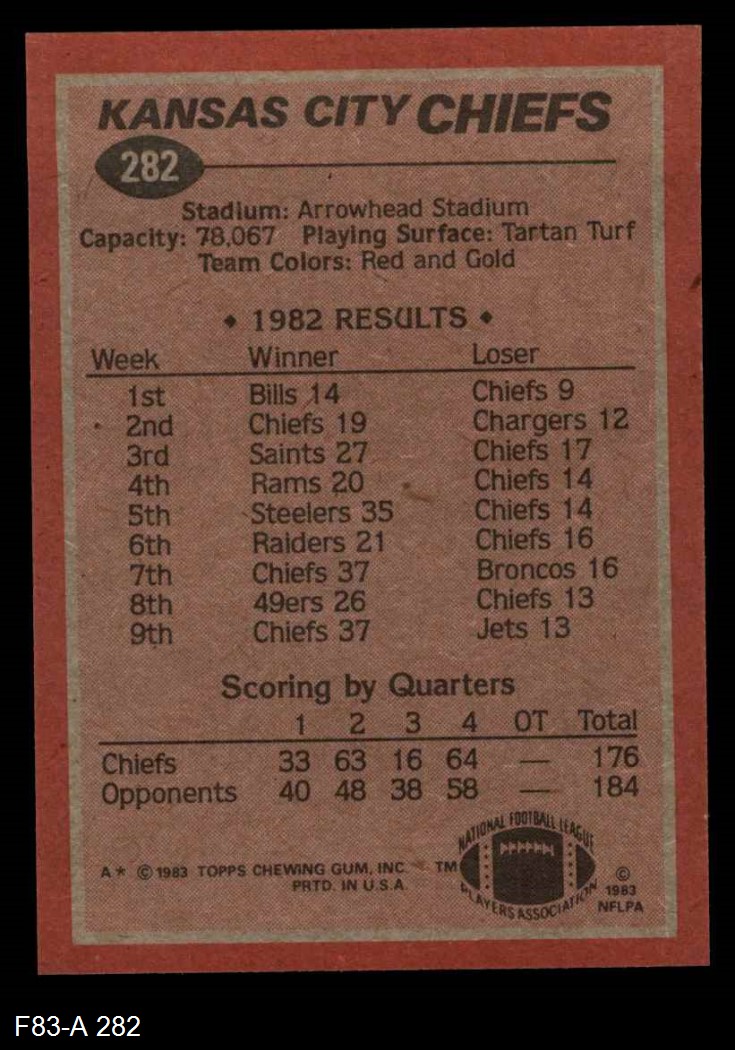 KANSAS CITY CHIEFS
282
Stadium: Arrowhead Stadium
Capacity: 78,067 Playing Surface: Tartan Turf
Team Colors: Red and Gold
• 1982 RESULTS •
Week Winner Loser
1st Bills 14 Chiefs 9
2nd Chiefs 19 Chargers 12
3rd Saints 27 Chiefs 17
4th Rams 20 Chiefs 14
5th Steelers 35 Chiefs 14
6th Raiders 21 Chiefs 16
7th Chiefs 37 Broncos 16
8th 49ers 26 Chiefs 13
9th Chiefs 37 Jets 13
Scoring by Quarters
1 2 3 4 OT Total
Chiefs 33 63 16 64 — 176
Opponents 40 48 38 58 — 184
NATIONAL FOOTBALL LEAGUE
PLAYERS ASSOCIATION
A* © 1983 TOPPS CHEWING GUM, INC. TM
PRTD. IN U.S.A.
©
1983
NFLPA
F83-A 282